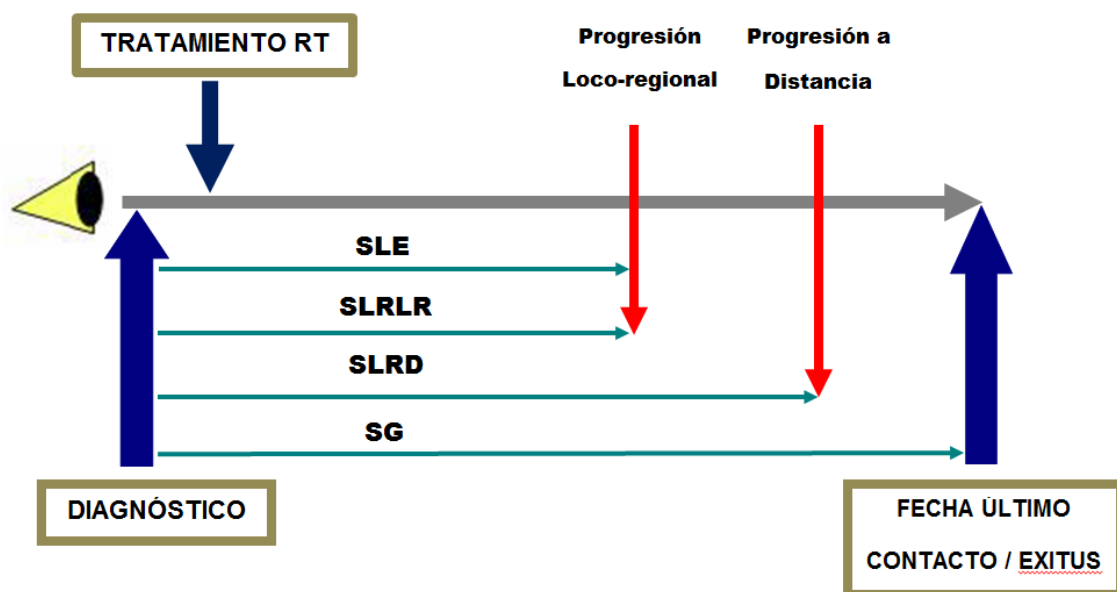 TRATAMIENTO RT
Progresión
Loco-regional
Progresión a
Distancia
SLE
SLRLR
SLRD
SG
DIAGNÓSTICO
FECHA ÚLTIMO
CONTACTO / EXITUS